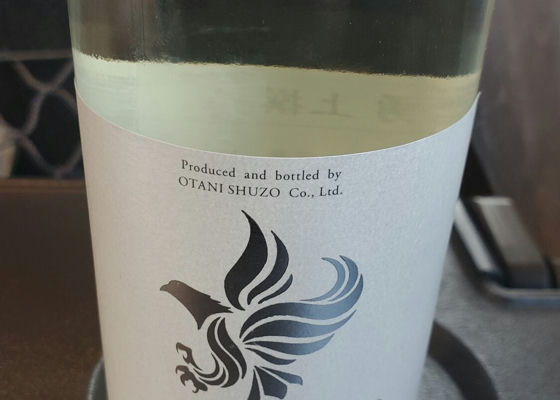 Produced and bottled by
OTANI SHUZO Co., Ltd.